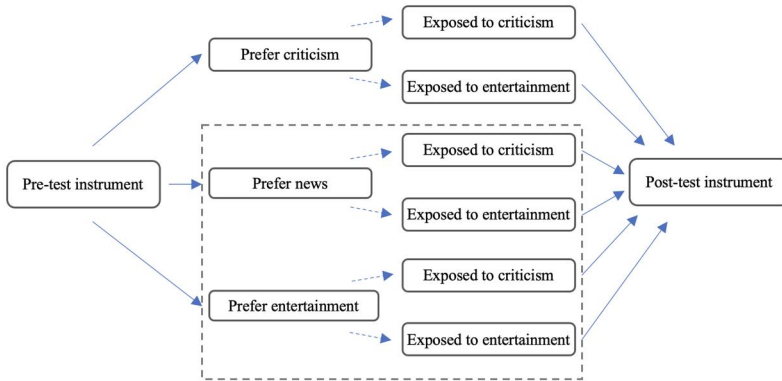 Exposed to criticism
Prefer criticism
Exposed to entertainment
Exposed to criticism
Pre-test instrument
Prefer news
Post-test instrument
Exposed to entertainment
Exposed to criticism
Prefer entertainment
Exposed to entertainment